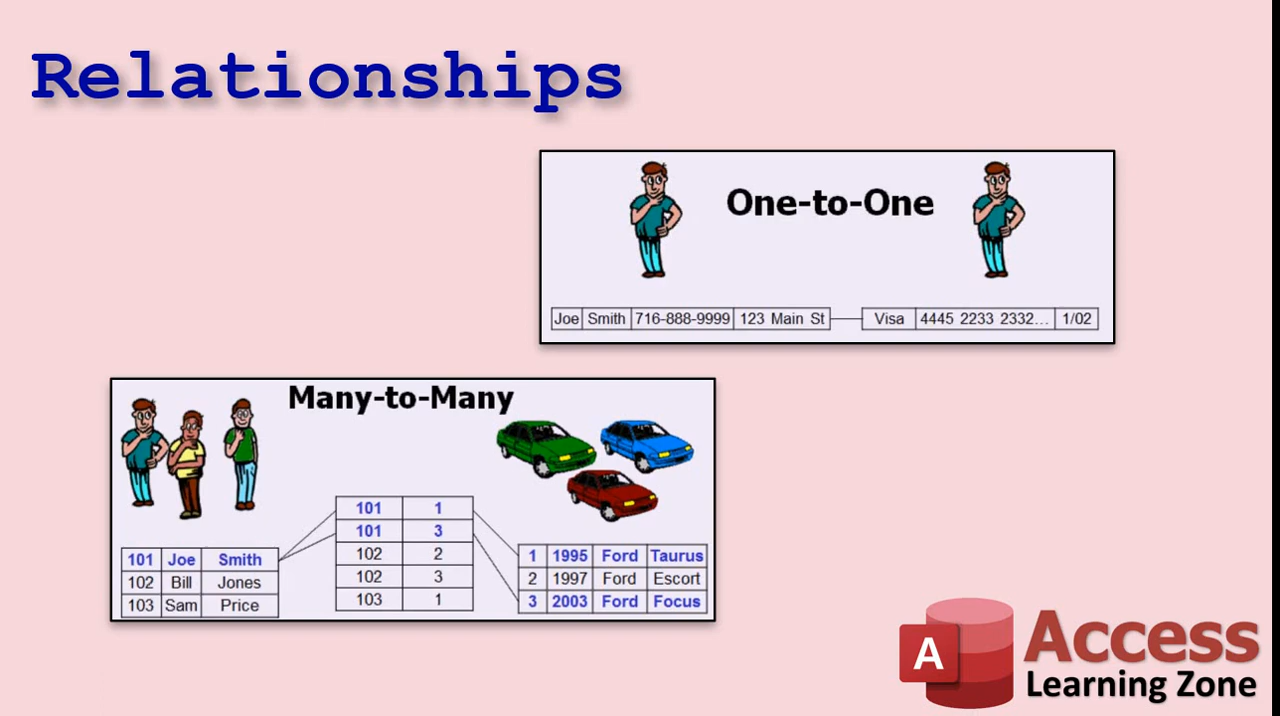 Relationships
One-to-One
Joe Smith 716-888-9999 123 Main St Visa 4445 2233 2332... 1/02
Many-to-Many
101 Joe Smith
102 Bill Jones
103 Sam Price
101 1
101 3
102 2
102 3
103 1
1 1995 Ford Taurus
2 1997 Ford Escort
3 2003 Ford Focus
A
Access
Learning Zone